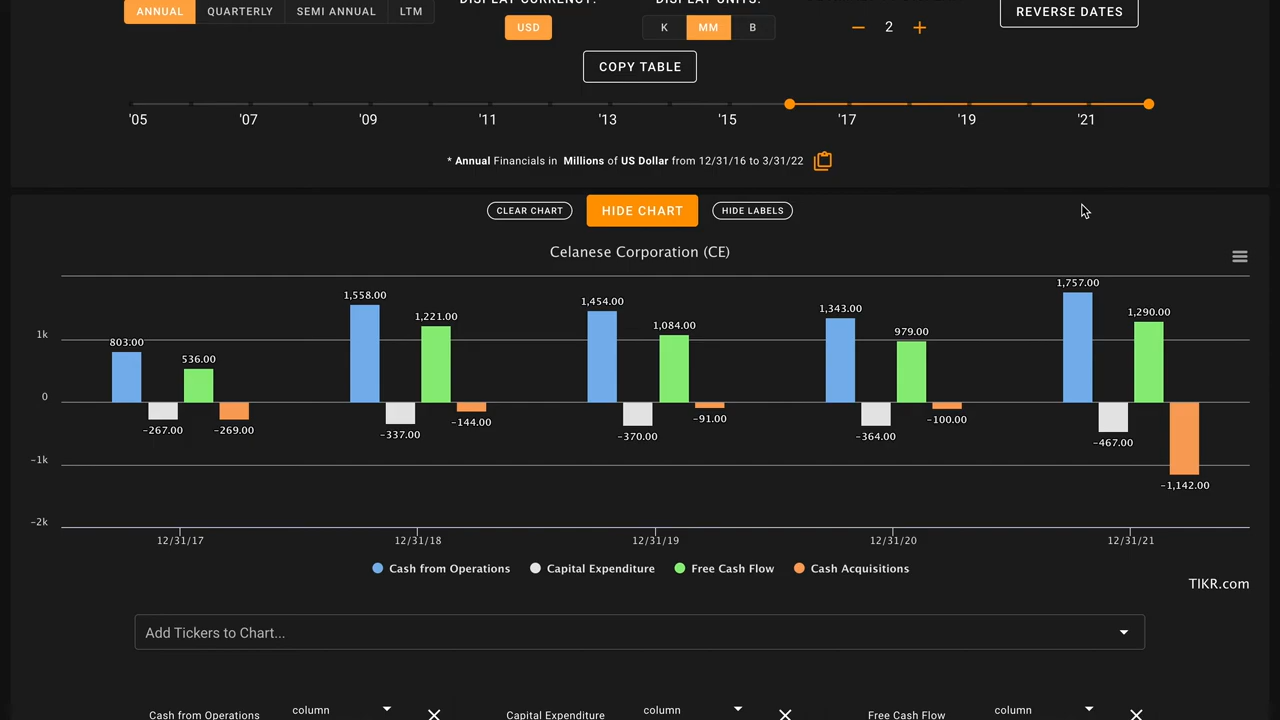 ANNUAL QUARTERLY SEMI ANNUAL LTM
USD
K MM B
2
REVERSE DATES
COPY TABLE
'05 '07 '09 '11 '13 '15 '17 '19 '21
* Annual Financials in Millions of US Dollar from 12/31/16 to 3/31/22
CLEAR CHART HIDE CHART HIDE LABELS
Celanese Corporation (CE)
1k
0
-1k
-2k
803.00
-267.00
536.00
-269.00
1,558.00
-337.00
1,221.00
-144.00
1,454.00
-370.00
1,084.00
-91.00
1,343.00
-364.00
979.00
-100.00
1,757.00
-467.00
1,290.00
-1,142.00
12/31/17 12/31/18 12/31/19 12/31/20 12/31/21
Cash from Operations Capital Expenditure Free Cash Flow Cash Acquisitions
TIKR.com
Add Tickers to Chart...
Cash from Operations column Capital Expenditure column Free Cash Flow column